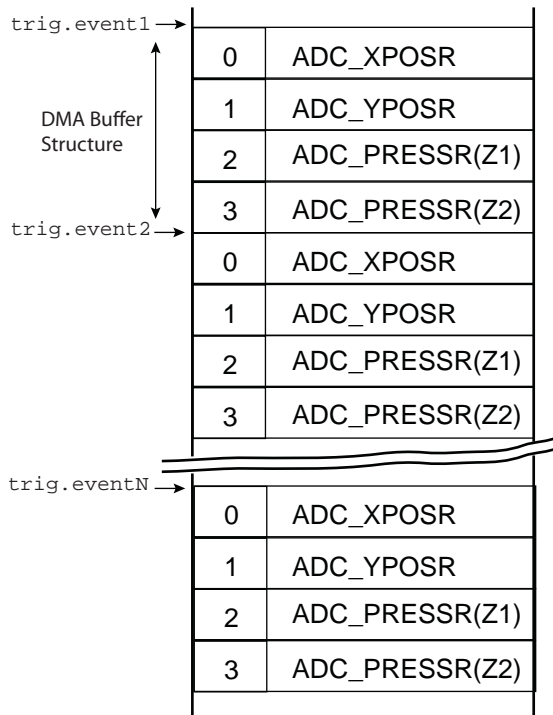 trig.event1
0 ADC_XPOSR
1 ADC_YPOSR
DMA Buffer
Structure
2 ADC_PRESSR(Z1)
3 ADC_PRESSR(Z2)
trig.event2
0 ADC_XPOSR
1 ADC_YPOSR
2 ADC_PRESSR(Z1)
3 ADC_PRESSR(Z2)
trig.eventN
0 ADC_XPOSR
1 ADC_YPOSR
2 ADC_PRESSR(Z1)
3 ADC_PRESSR(Z2)